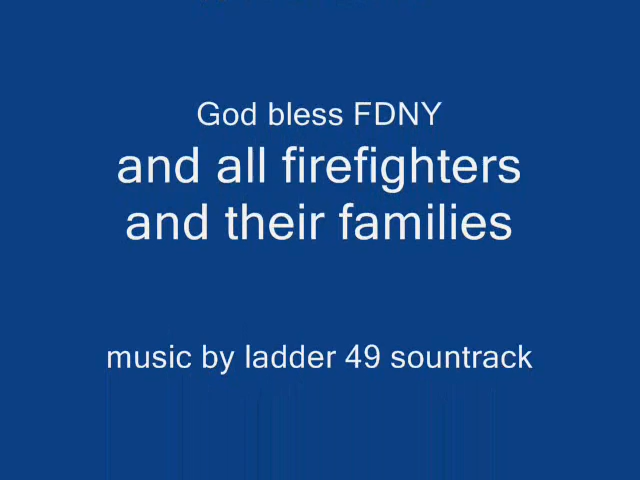 God bless FDNY
and all firefighters
and their families
music by ladder 49 sountrack